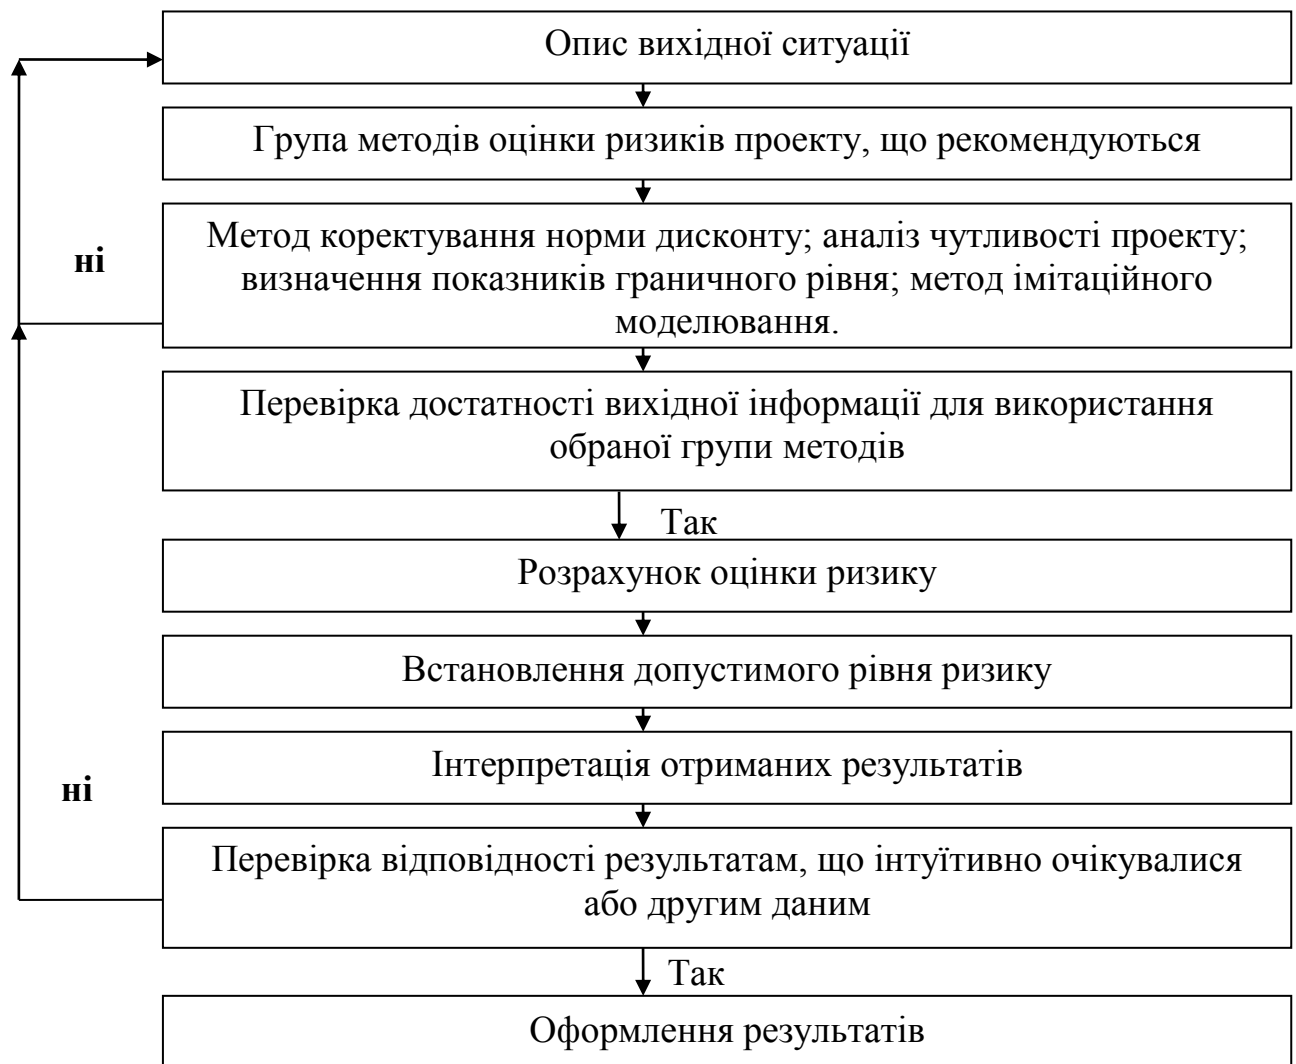 Опис вихідної ситуації
Група методів оцінки ризиків проекту, що рекомендуються
Метод коректування норми дисконту; аналіз чутливості проекту;
визначення показників граничного рівня; метод імітаційного
моделювання.
ні
Перевірка достатності вихідної інформації для використання
обраної групи методів
Так
Розрахунок оцінки ризику
Встановлення допустимого рівня ризику
Інтерпретація отриманих результатів
ні
Перевірка відповідності результатам, що інтуїтивно очікувалися
або другим даним
Так
Оформлення результатів